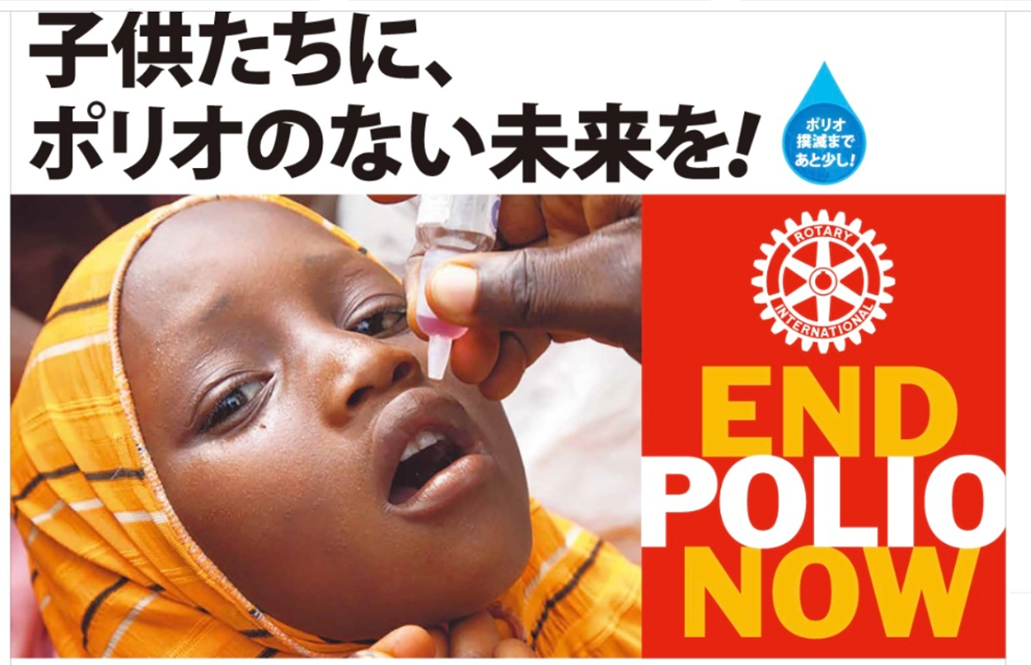 子供たちに、
ポリオのない未来を!
ポリオ
撲滅まで
あと少し!
ROTARY
INTERNATIONAL
END
POLIO
NOW